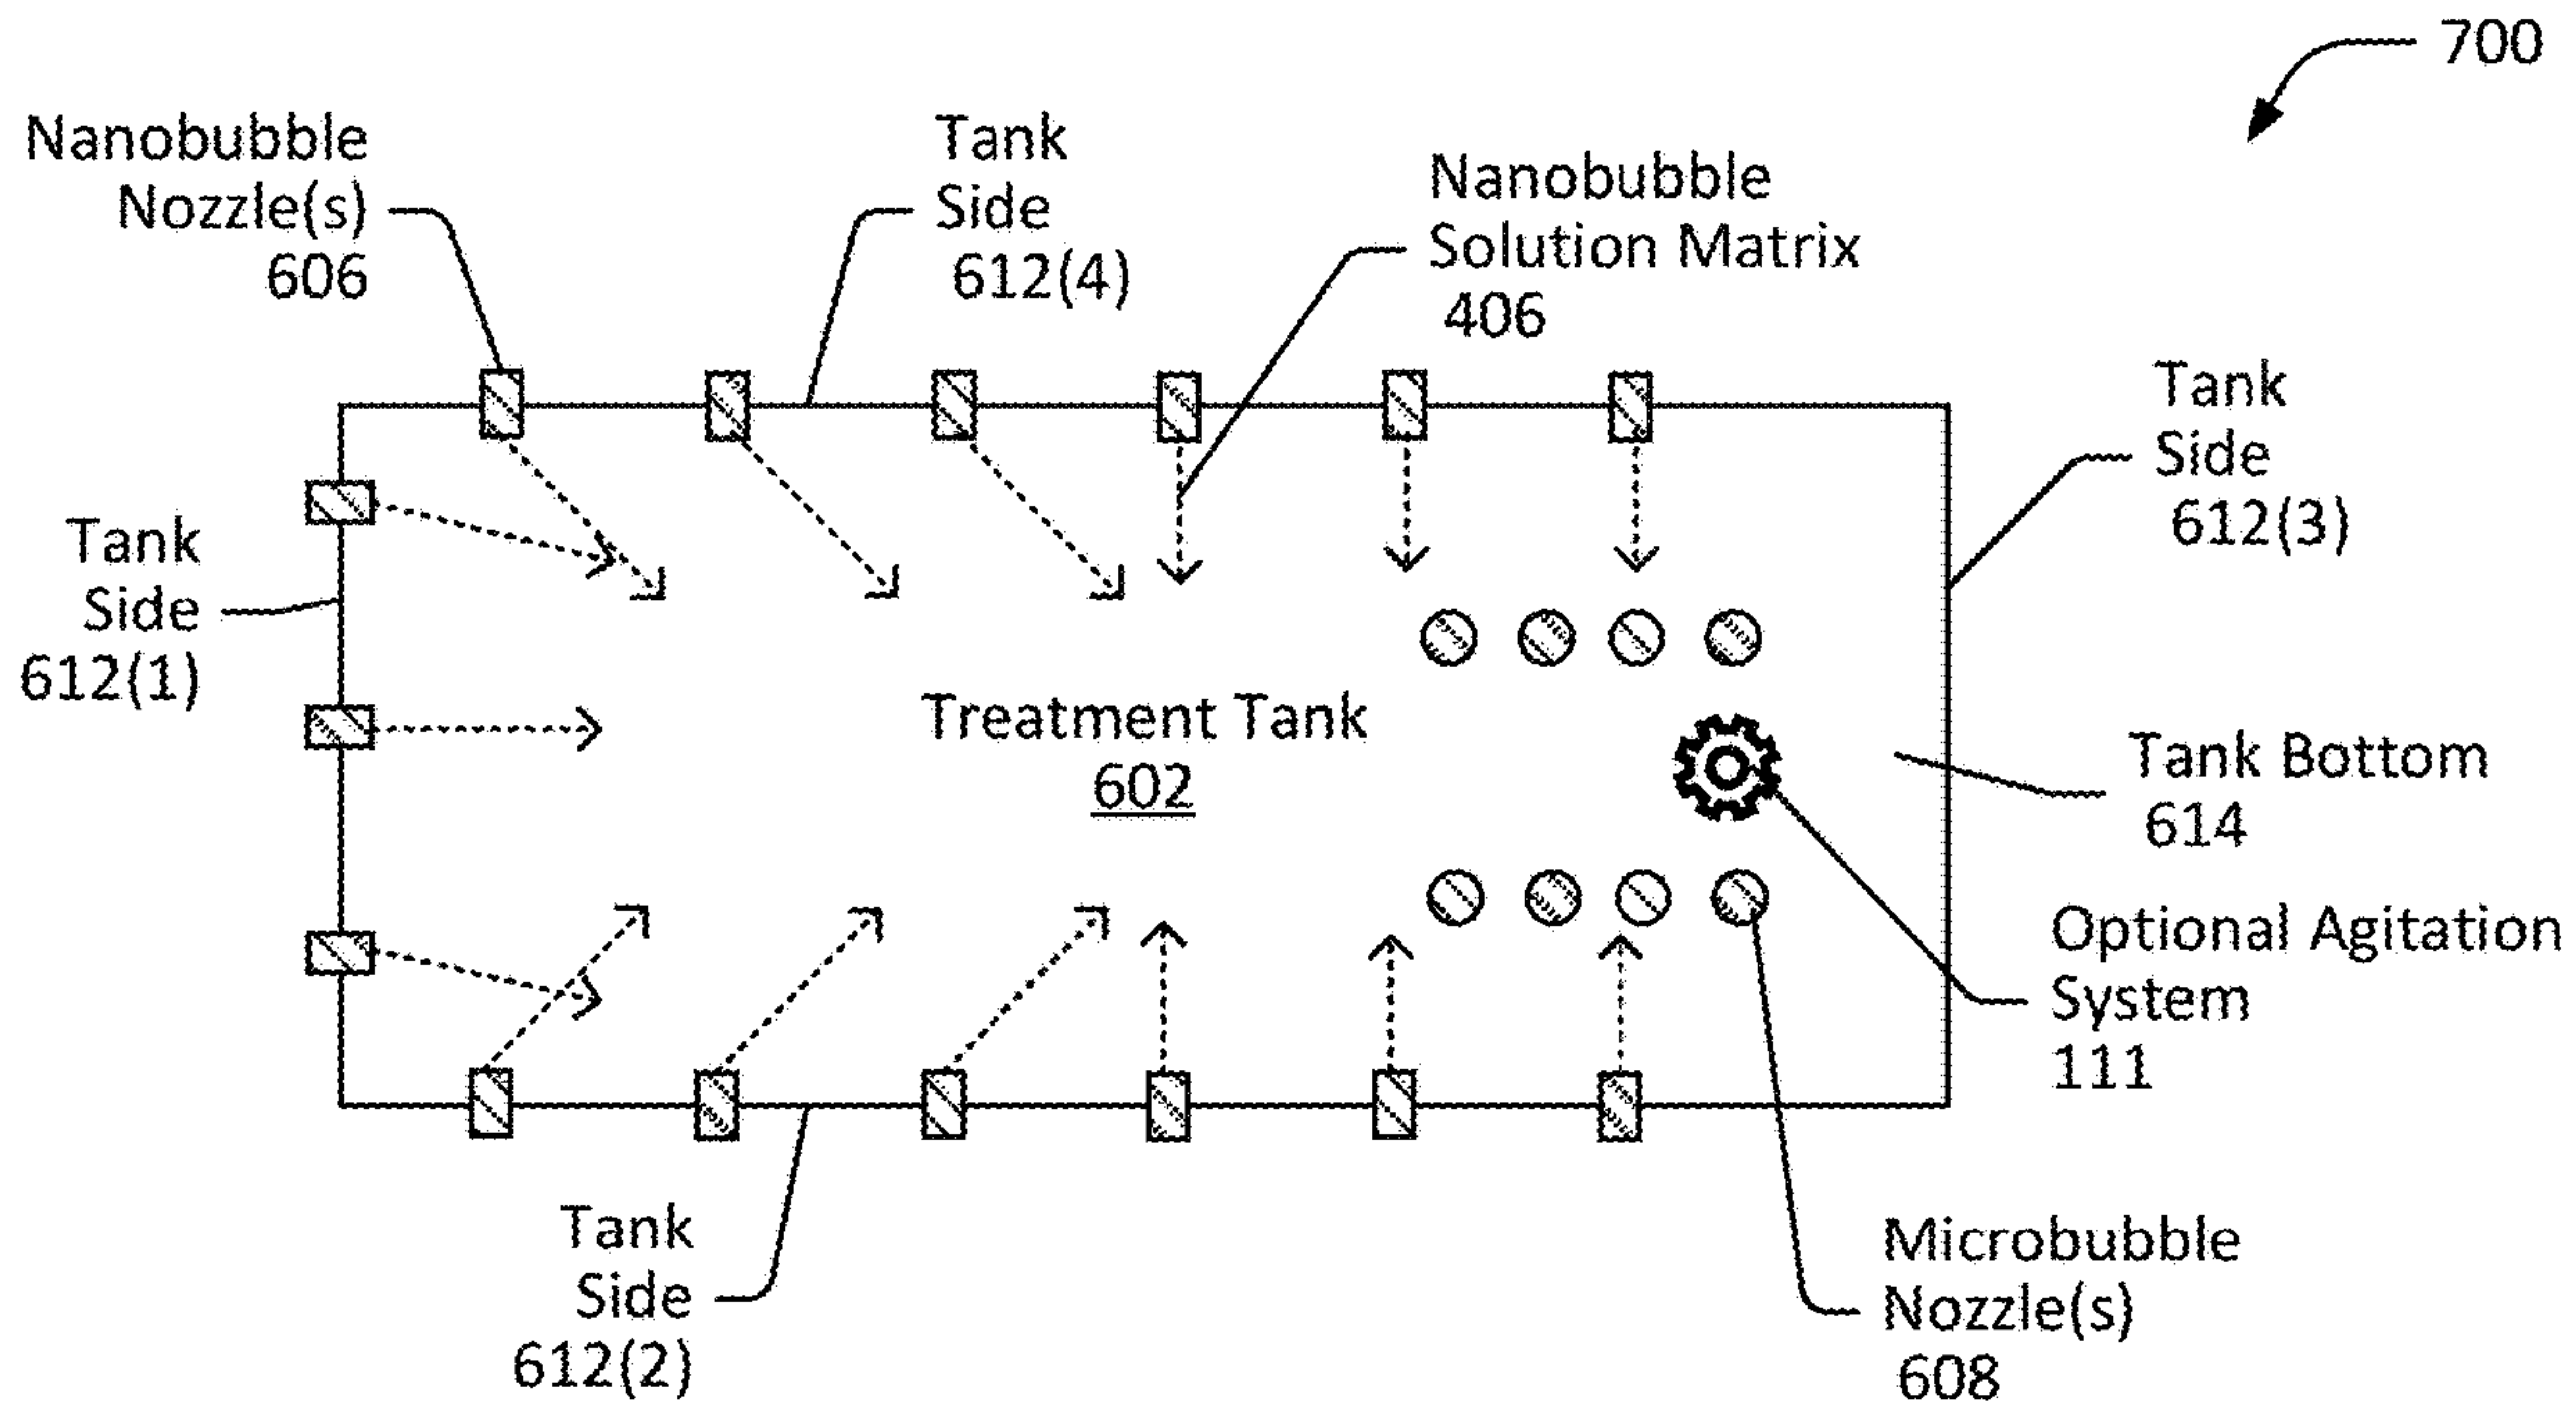 700
Nanobubble
Nozzle(s)
606
Tank
Side
612(4)
Nanobubble
Solution Matrix
406
Tank
Side
612(3)
Tank
Side
612(1)
Treatment Tank
602
Tank Bottom
614
Optional Agitation
System
111
Tank
Side
612(2)
Microbubble
Nozzle(s)
608